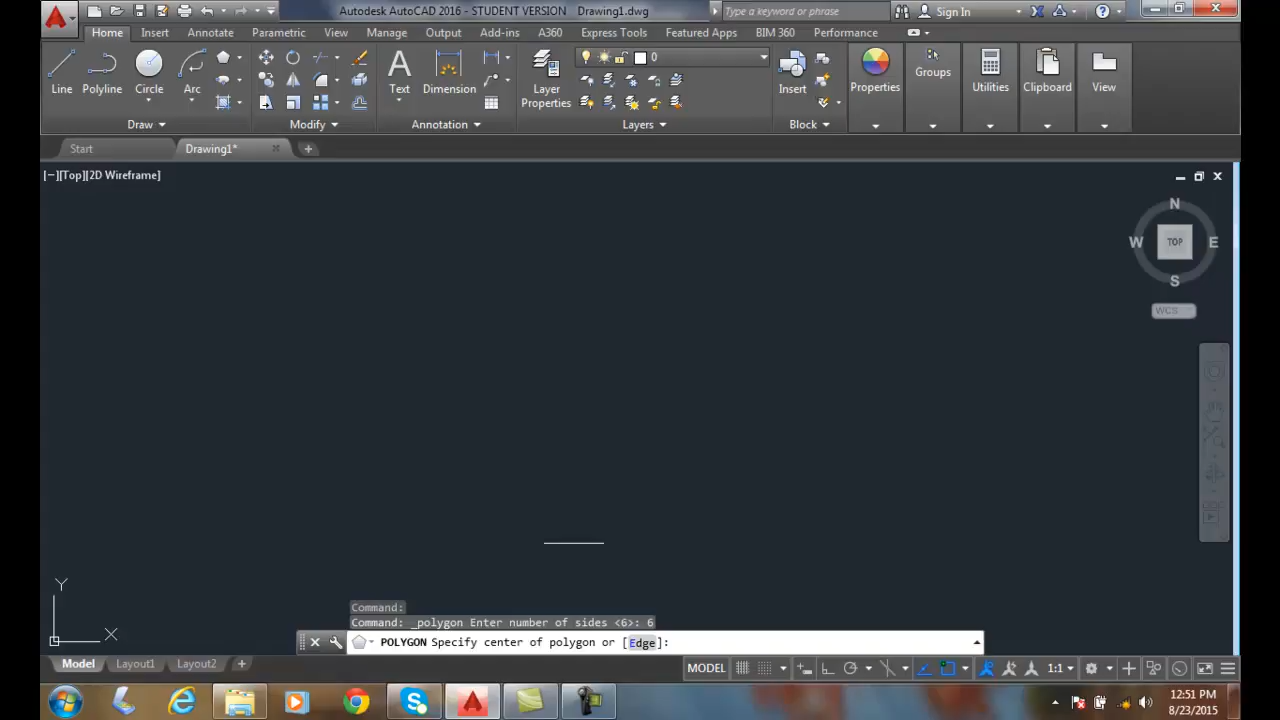 Autodesk AutoCAD 2016 - STUDENT VERSION Drawing1.dwg
Type a keyword or phrase
Sign In
Home Insert Annotate Parametric View Manage Output Add-ins A360 Express Tools Featured Apps BIM 360 Performance
0
Line Polyline Circle Arc Text Dimension Layer Properties Insert Properties Groups Utilities Clipboard View
Draw Modify Annotation Layers Block
Start Drawing1*
[−][Top][2D Wireframe]
N
W TOP E
S
WCS
Y
X
Command:
Command: _polygon Enter number of sides <6>: 6
POLYGON Specify center of polygon or [Edge]:
Model Layout1 Layout2 MODEL 1:1
12:51 PM
8/23/2015